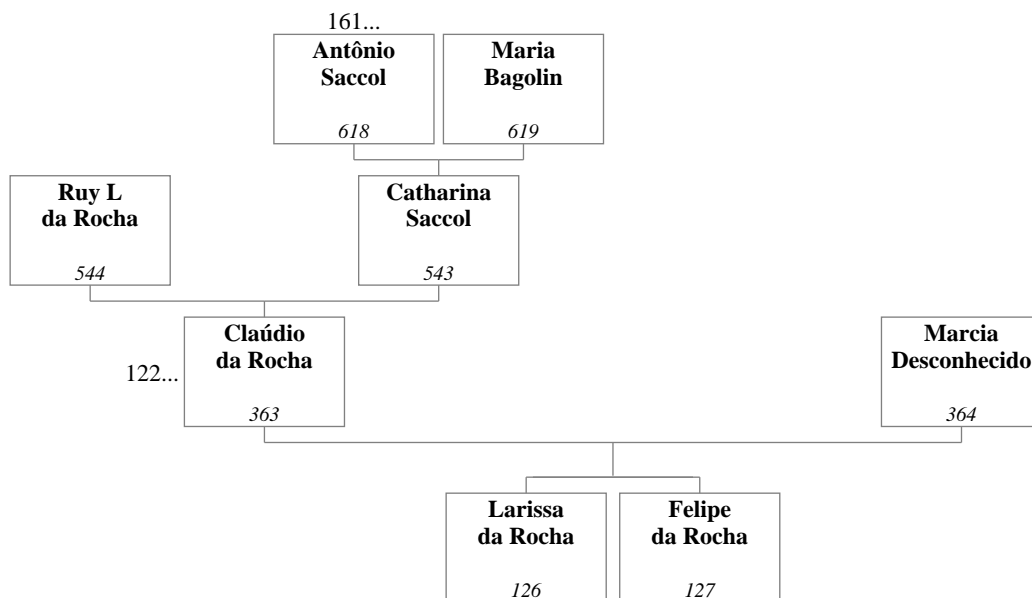 161...
Antônio
Saccol
618
Maria
Bagolin
619
Ruy L
da Rocha
544
Catharina
Saccol
543
122...
Claúdio
da Rocha
363
Marcia
Desconhecido
364
Larissa
da Rocha
126
Felipe
da Rocha
127